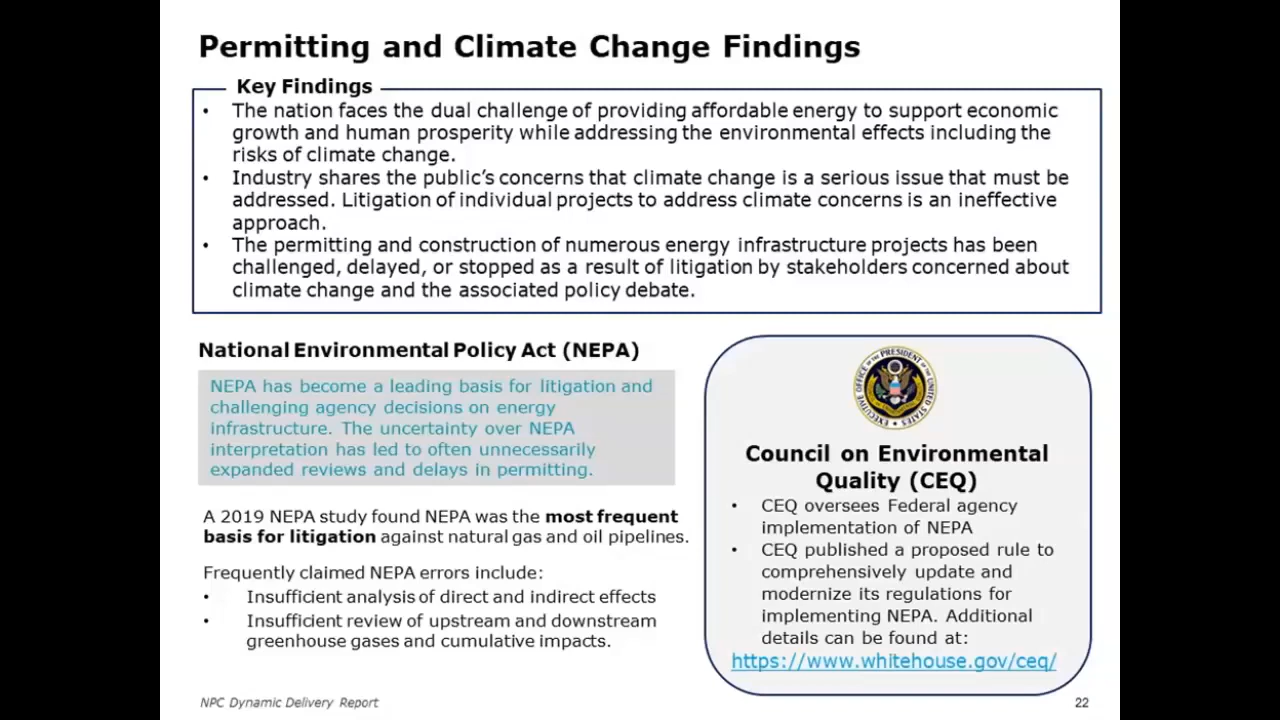 Permitting and Climate Change Findings
Key Findings
• The nation faces the dual challenge of providing affordable energy to support economic
growth and human prosperity while addressing the environmental effects including the
risks of climate change.
• Industry shares the public's concerns that climate change is a serious issue that must be
addressed. Litigation of individual projects to address climate concerns is an ineffective
approach.
• The permitting and construction of numerous energy infrastructure projects has been
challenged, delayed, or stopped as a result of litigation by stakeholders concerned about
climate change and the associated policy debate.
National Environmental Policy Act (NEPA)
NEPA has become a leading basis for litigation and
challenging agency decisions on energy
infrastructure. The uncertainty over NEPA
interpretation has led to often unnecessarily
expanded reviews and delays in permitting.
A 2019 NEPA study found NEPA was the most frequent
basis for litigation against natural gas and oil pipelines.
Frequently claimed NEPA errors include:
• Insufficient analysis of direct and indirect effects
• Insufficient review of upstream and downstream
greenhouse gases and cumulative impacts.
EXECUTIVE OFFICE OF THE PRESIDENT OF THE UNITED STATES
Council on Environmental
Quality (CEQ)
• CEQ oversees Federal agency
implementation of NEPA
• CEQ published a proposed rule to
comprehensively update and
modernize its regulations for
implementing NEPA. Additional
details can be found at:
https://www.whitehouse.gov/ceq/
NPC Dynamic Delivery Report
22